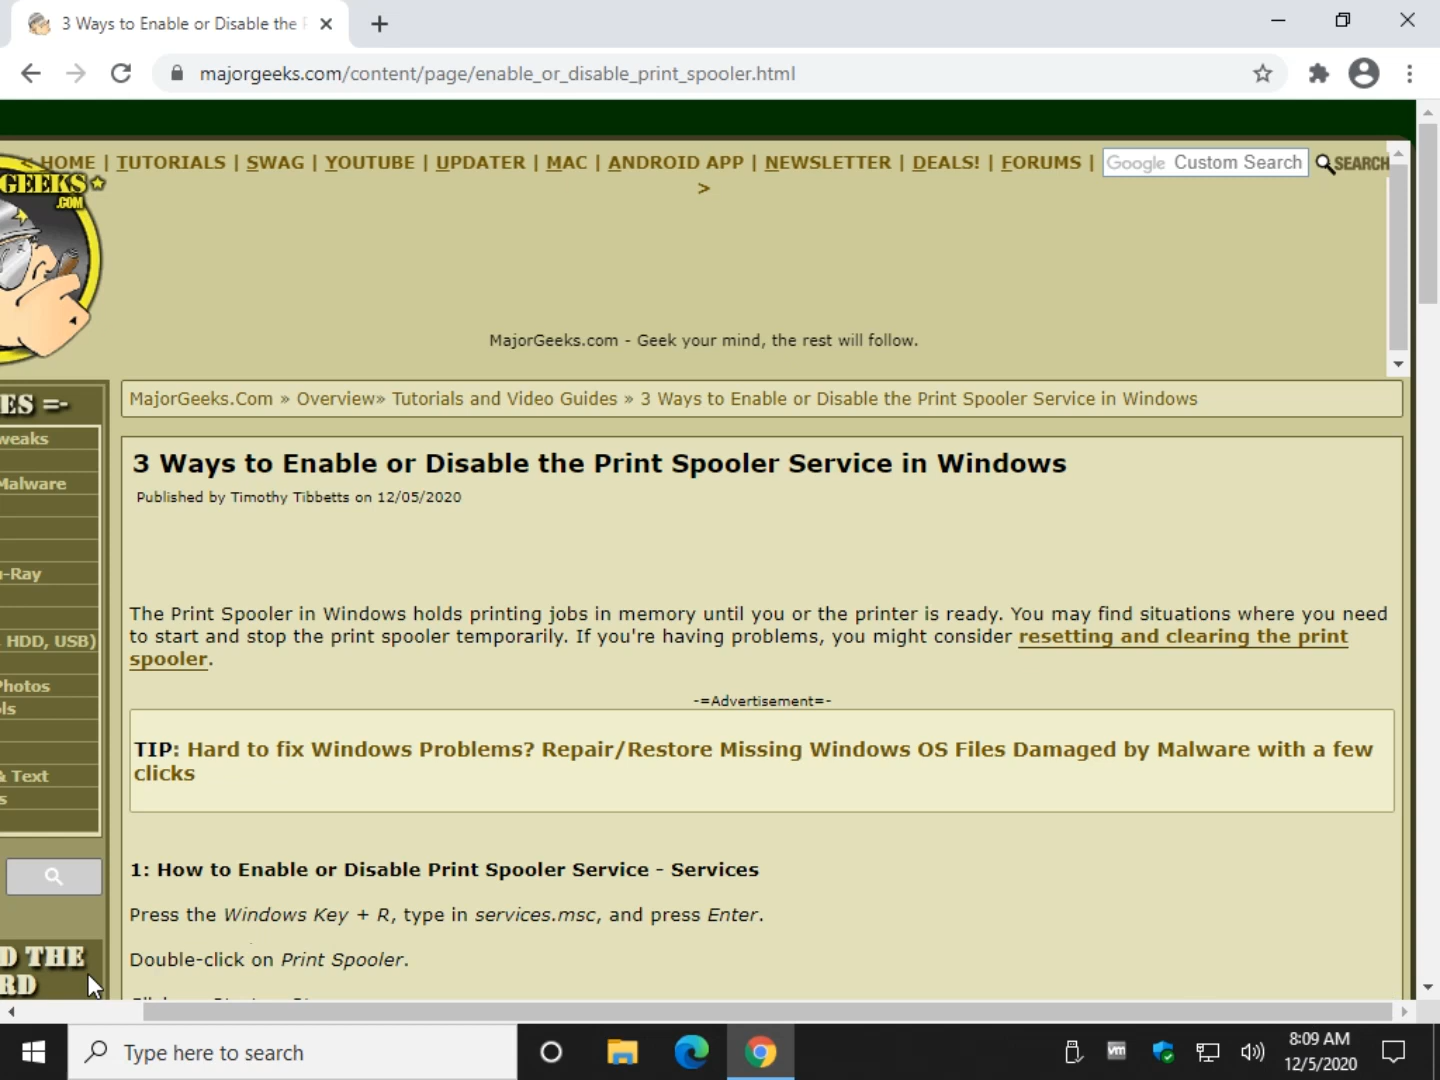 3 Ways to Enable or Disable the
majorgeeks.com/content/page/enable_or_disable_print_spooler.html
< HOME | TUTORIALS | SWAG | YOUTUBE | UPDATER | MAC | ANDROID APP | NEWSLETTER | DEALS! | FORUMS |
Google Custom Search
SEARCH
>
GEEKS
.COM
MajorGeeks.com - Geek your mind, the rest will follow.
ES =-
weaks
Malware
-Ray
HDD, USB)
Photos
ls
& Text
s
D THE
RD
MajorGeeks.Com » Overview» Tutorials and Video Guides » 3 Ways to Enable or Disable the Print Spooler Service in Windows
3 Ways to Enable or Disable the Print Spooler Service in Windows
Published by Timothy Tibbetts on 12/05/2020
The Print Spooler in Windows holds printing jobs in memory until you or the printer is ready. You may find situations where you need
to start and stop the print spooler temporarily. If you're having problems, you might consider resetting and clearing the print
spooler.
-=Advertisement=-
TIP: Hard to fix Windows Problems? Repair/Restore Missing Windows OS Files Damaged by Malware with a few
clicks
1: How to Enable or Disable Print Spooler Service - Services
Press the Windows Key + R, type in services.msc, and press Enter.
Double-click on Print Spooler.
Type here to search
vm
8:09 AM
12/5/2020